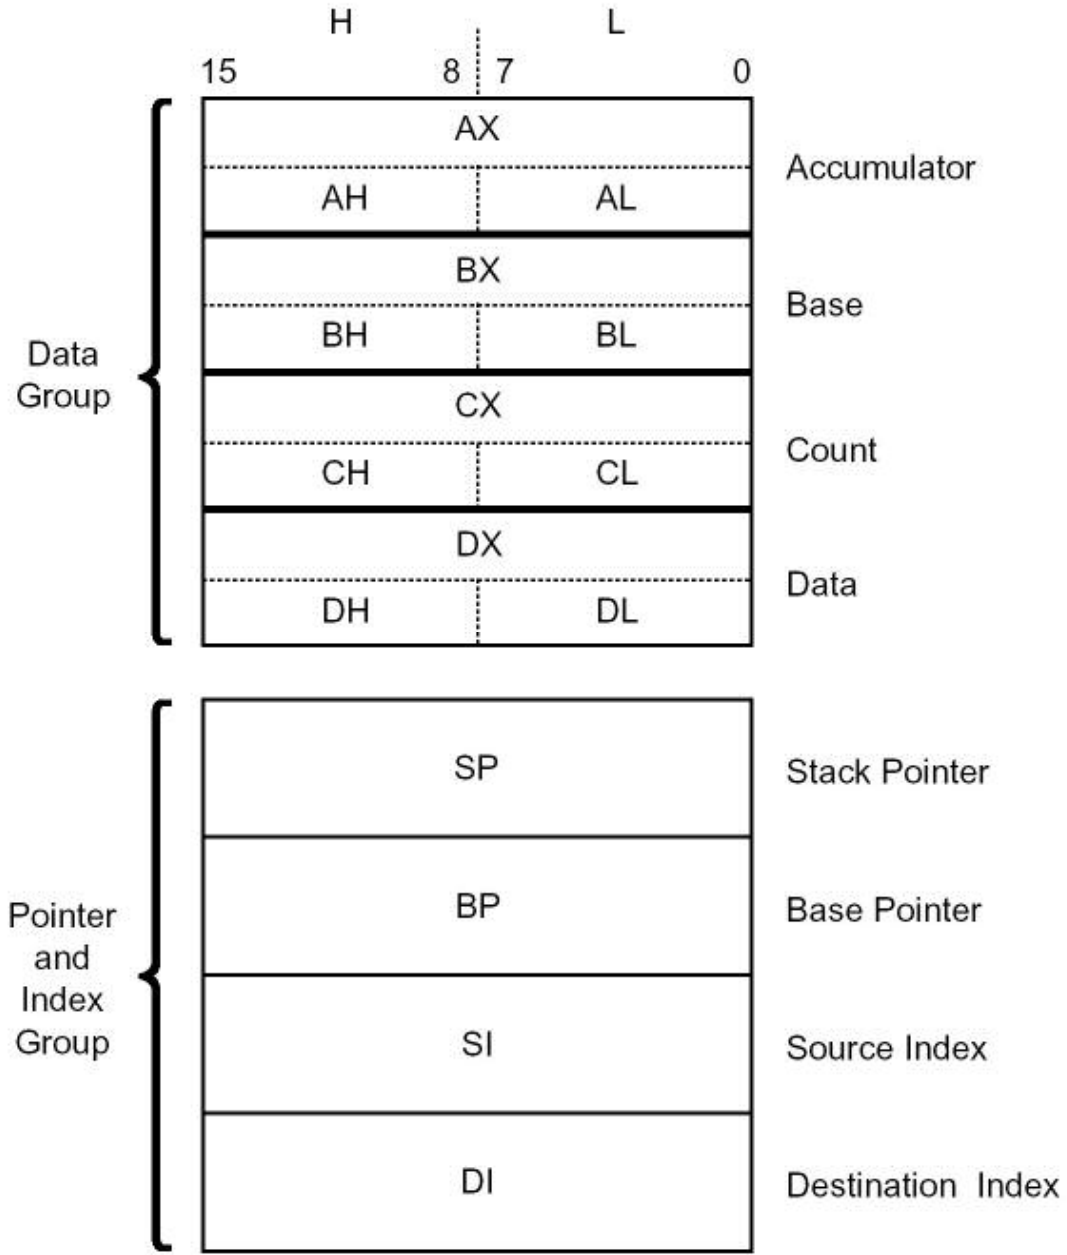 H L
15 8 7 0
AX
Accumulator
AH AL
BX
Base
BH BL
Data
Group
CX
Count
CH CL
DX
Data
DH DL
SP
Stack Pointer
BP
Base Pointer
Pointer
and
Index
Group
SI
Source Index
DI
Destination Index